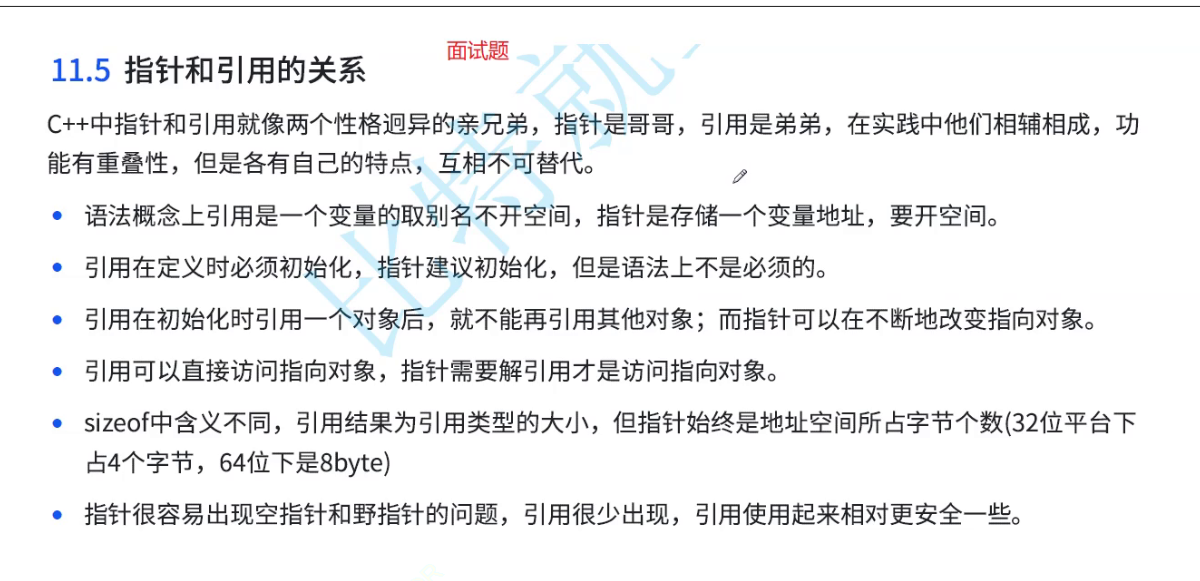 面试题
11.5 指针和引用的关系
C++中指针和引用就像两个性格迥异的亲兄弟，指针是哥哥，引用是弟弟，在实践中他们相辅相成，功
能有重叠性，但是各有自己的特点，互相不可替代。
• 语法概念上引用是一个变量的取别名不开空间，指针是存储一个变量地址，要开空间。
• 引用在定义时必须初始化，指针建议初始化，但是语法上不是必须的。
• 引用在初始化时引用一个对象后，就不能再引用其他对象；而指针可以在不断地改变指向对象。
• 引用可以直接访问指向对象，指针需要解引用才是访问指向对象。
• sizeof中含义不同，引用结果为引用类型的大小，但指针始终是地址空间所占字节个数(32位平台下
占4个字节，64位下是8byte)
• 指针很容易出现空指针和野指针的问题，引用很少出现，引用使用起来相对更安全一些。
比特就